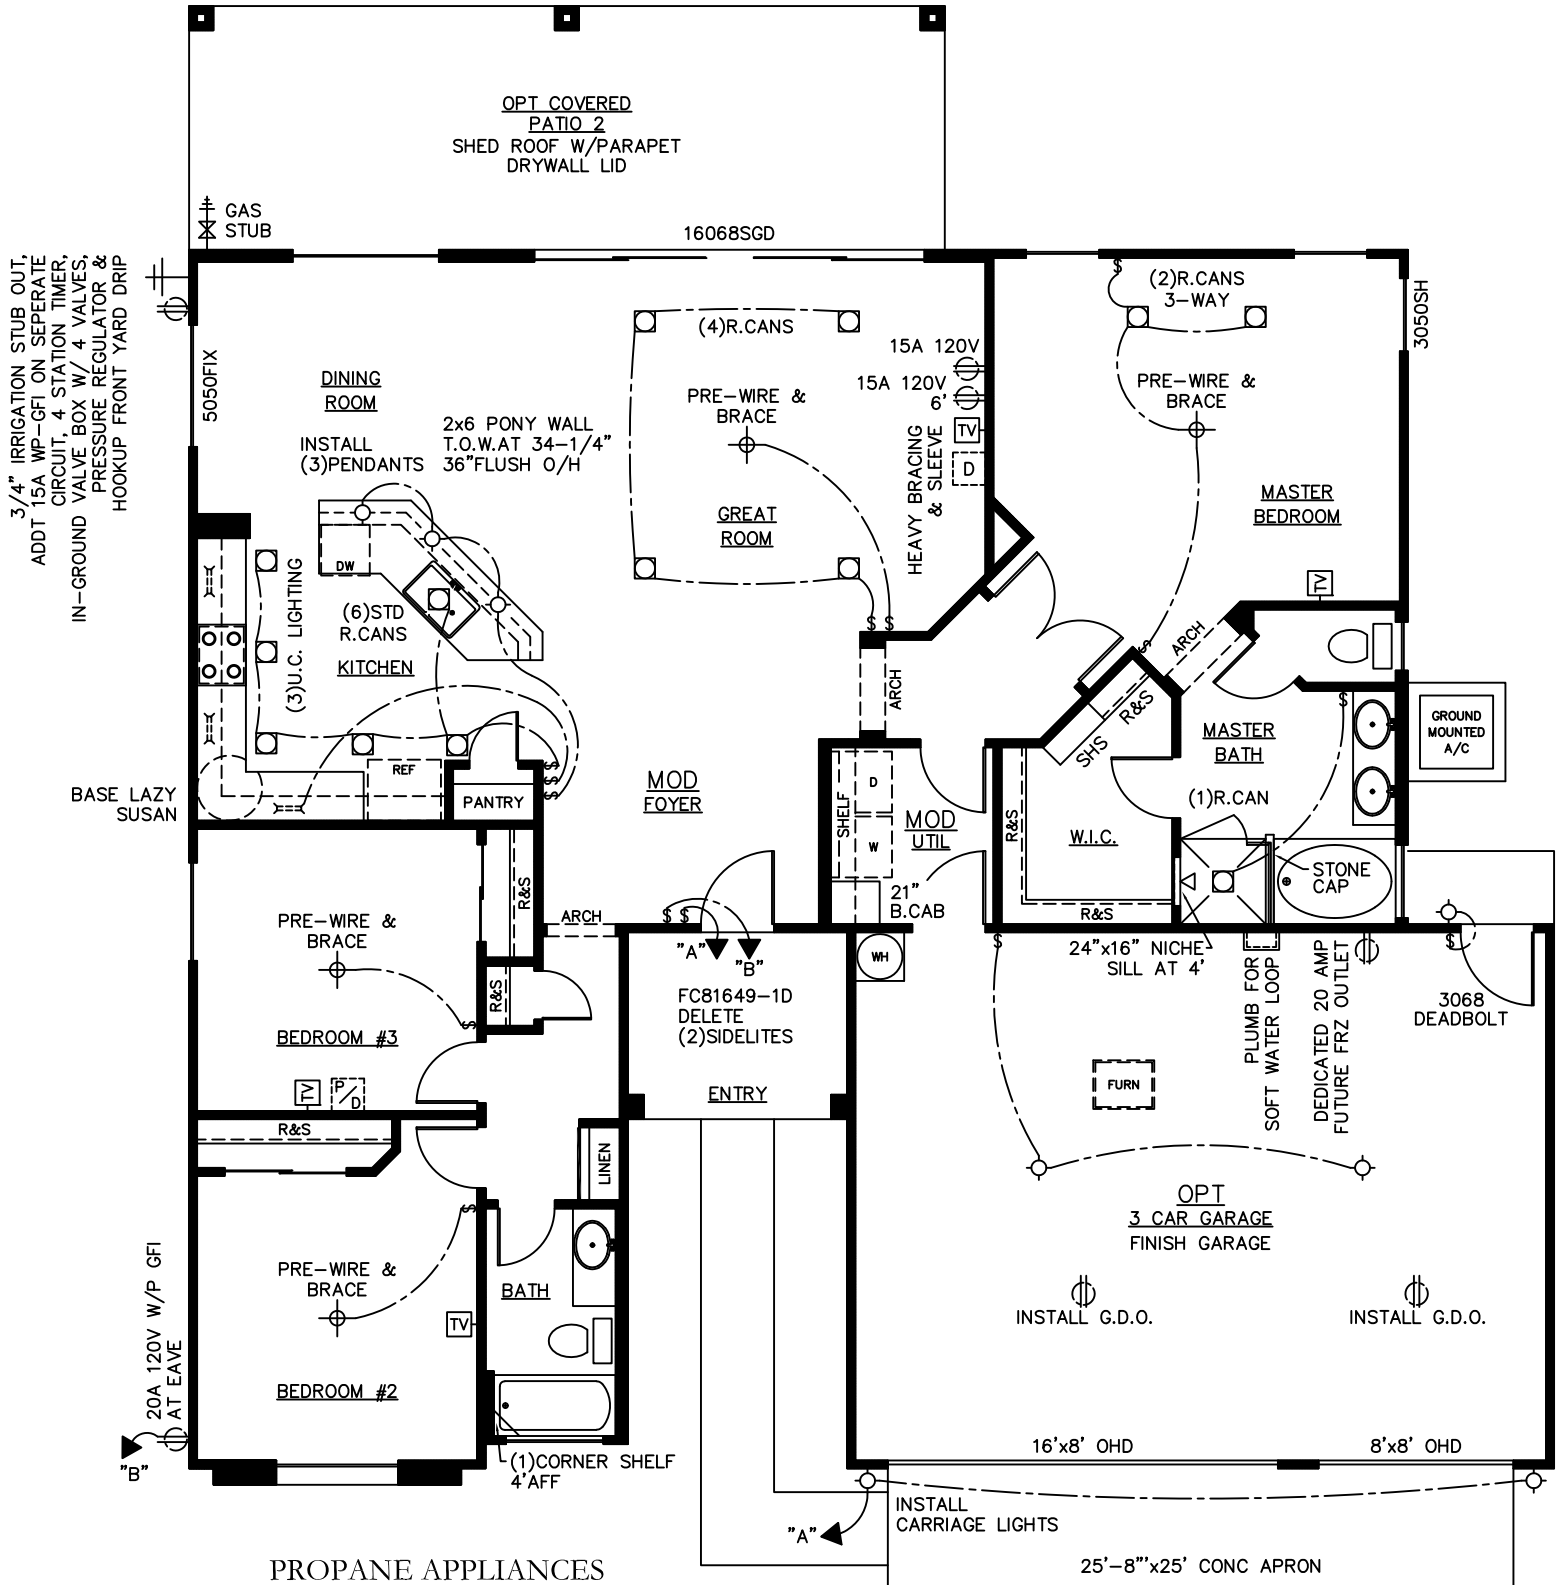 OPT COVERED
PATIO 2
SHED ROOF W/PARAPET
DRYWALL LID
GAS
STUB
16068SGD
3/4" IRRIGATION STUB OUT,
ADDT 15A WP-GFI ON SEPERATE
CIRCUIT, 4 STATION TIMER,
IN-GROUND VALVE BOX W/ 4 VALVES,
PRESSURE REGULATOR &
HOOKUP FRONT YARD DRIP
5050FIX
DINING
ROOM
INSTALL
(3)PENDANTS
2x6 PONY WALL
T.O.W.AT 34-1/4"
36"FLUSH O/H
(4)R.CANS
PRE-WIRE &
BRACE
GREAT
ROOM
15A 120V
15A 120V
6'
TV
D
HEAVY BRACING
& SLEEVE
$
$
(2)R.CANS
3-WAY
$
3050SH
PRE-WIRE &
BRACE
MASTER
BEDROOM
TV
$
DW
(6)STD
R.CANS
KITCHEN
(3)U.C. LIGHTING
REF
PANTRY
$
$
$
BASE LAZY
SUSAN
MOD
FOYER
ARCH
ARCH
R&S
SHS
MASTER
BATH
$
(1)R.CAN
GROUND
MOUNTED
A/C
SHELF
D
W
MOD
UTIL
21"
B.CAB
R&S
W.I.C.
R&S
STONE
CAP
24"x16" NICHE
SILL AT 4'
PRE-WIRE &
BRACE
BEDROOM #3
$
TV
P/D
R&S
R&S
R&S
ARCH
$ $
"A"
"B"
FC81649-1D
DELETE
(2)SIDELITES
ENTRY
WH
$
PLUMB FOR
SOFT WATER LOOP
DEDICATED 20 AMP
FUTURE FRZ OUTLET
$
3068
DEADBOLT
FURN
OPT
3 CAR GARAGE
FINISH GARAGE
INSTALL G.D.O.
INSTALL G.D.O.
16'x8' OHD
8'x8' OHD
LINEN
$
PRE-WIRE &
BRACE
BATH
TV
BEDROOM #2
20A 120V W/P GFI
AT EAVE
"B"
(1)CORNER SHELF
4'AFF
INSTALL
CARRIAGE LIGHTS
"A"
25'-8"'x25' CONC APRON
PROPANE APPLIANCES